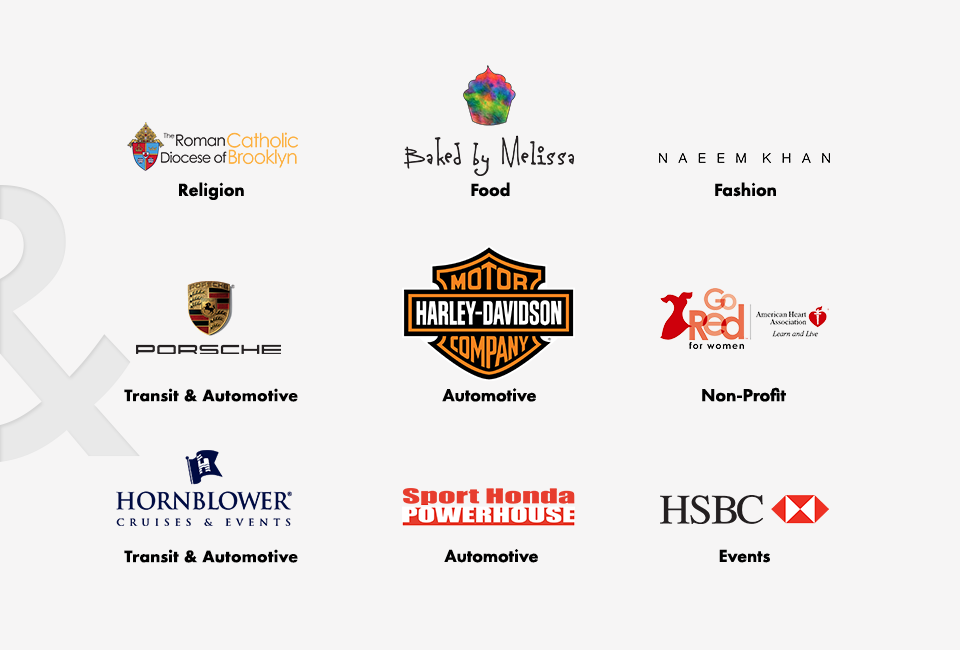 The Roman Catholic
Diocese of Brooklyn
Religion
Baked by Melissa
Food
NAEEM KHAN
Fashion
PORSCHE
PORSCHE
Transit & Automotive
MOTOR
HARLEY-DAVIDSON
COMPANY
Automotive
Go
Red
for women
American Heart
Association
Learn and Live
Non-Profit
H
HORNBLOWER®
CRUISES & EVENTS
Transit & Automotive
Sport Honda
POWERHOUSE
Automotive
HSBC
Events
&